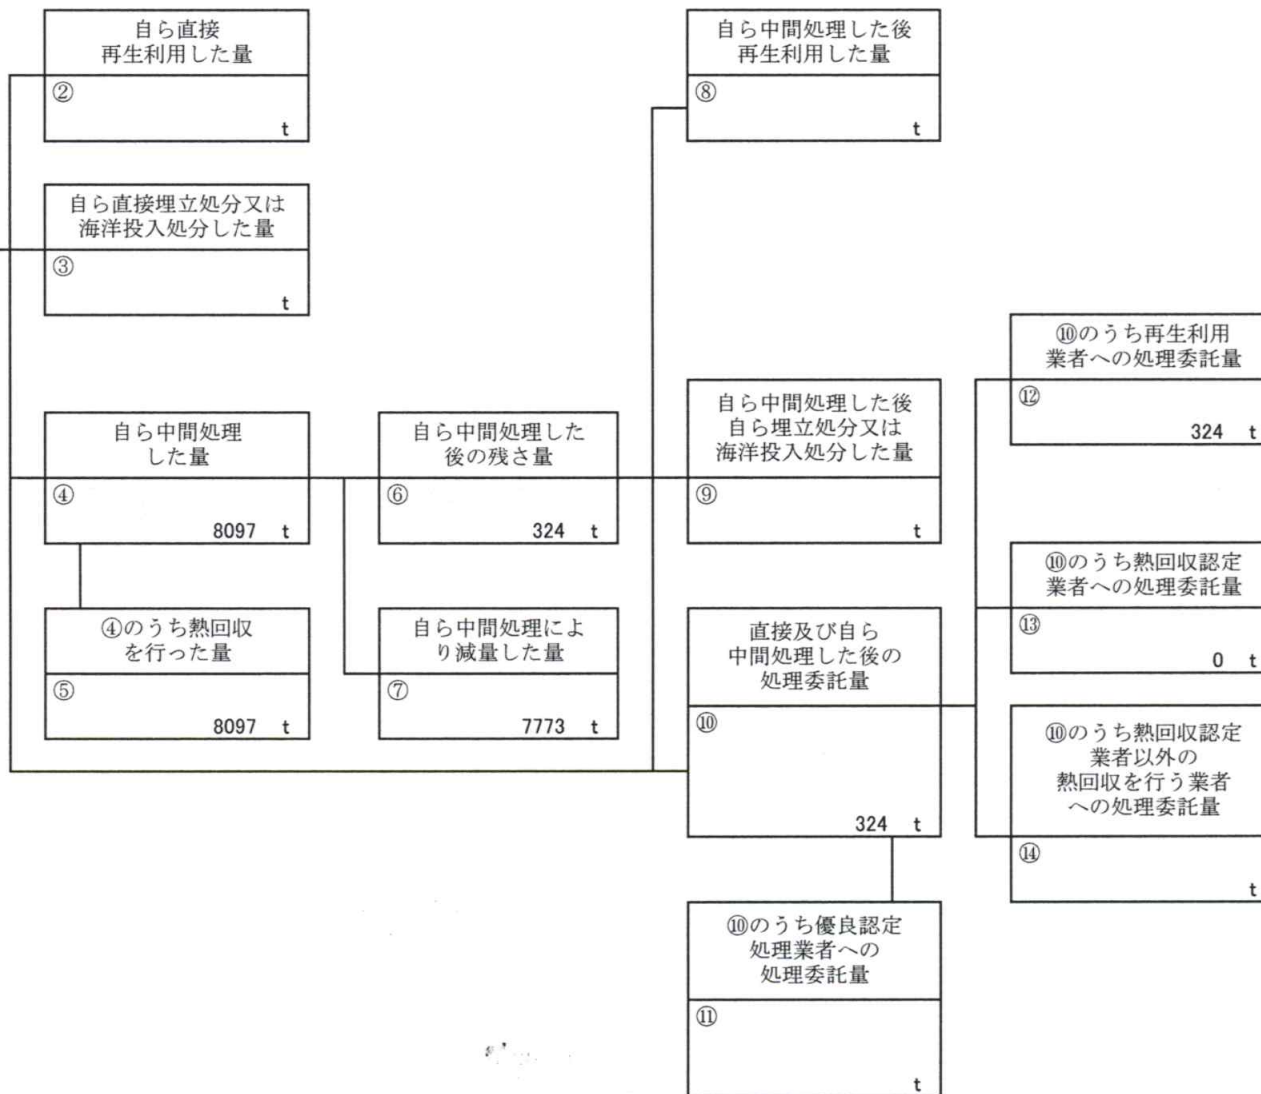 自ら直接
再生利用した量
②
t
自ら中間処理した後
再生利用した量
⑧
t
自ら直接埋立処分又は
海洋投入処分した量
③
t
自ら中間処理
した量
④
8097 t
自ら中間処理した
後の残さ量
⑥
324 t
自ら中間処理した後
自ら埋立処分又は
海洋投入処分した量
⑨
t
⑩のうち再生利用
業者への処理委託量
⑫
324 t
④のうち熱回収
を行った量
⑤
8097 t
自ら中間処理によ
り減量した量
⑦
7773 t
直接及び自ら
中間処理した後の
処理委託量
⑩
324 t
⑩のうち熱回収認定
業者への処理委託量
⑬
0 t
⑩のうち熱回収認定
業者以外の
熱回収を行う業者
への処理委託量
⑭
t
⑩のうち優良認定
処理業者への
処理委託量
⑪
t